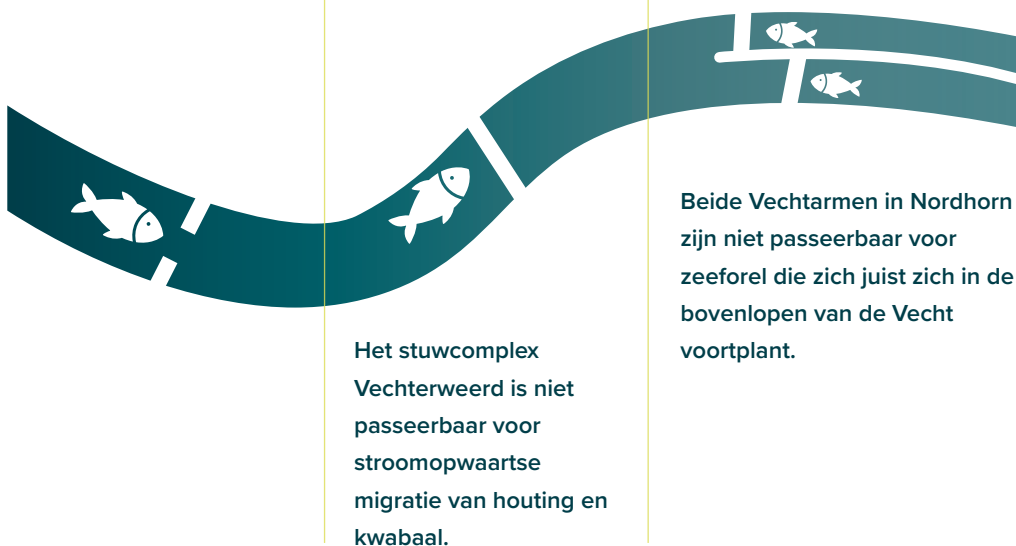 Beide Vechtarmen in Nordhorn
zijn niet passeerbaar voor
zeeforel die zich juist zich in de
bovenlopen van de Vecht
voortplant.
Het stuwcomplex
Vechterweerd is niet
passeerbaar voor
stroomopwaartse
migratie van houting en
kwabaal.